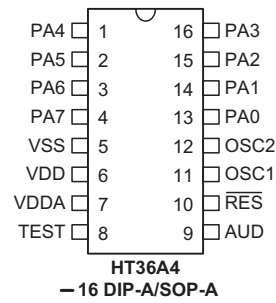 PA4 1 16 PA3
PA5 2 15 PA2
PA6 3 14 PA1
PA7 4 13 PA0
VSS 5 12 OSC2
VDD 6 11 OSC1
VDDA 7 10 RES
TEST 8 9 AUD
HT36A4
– 16 DIP-A/SOP-A